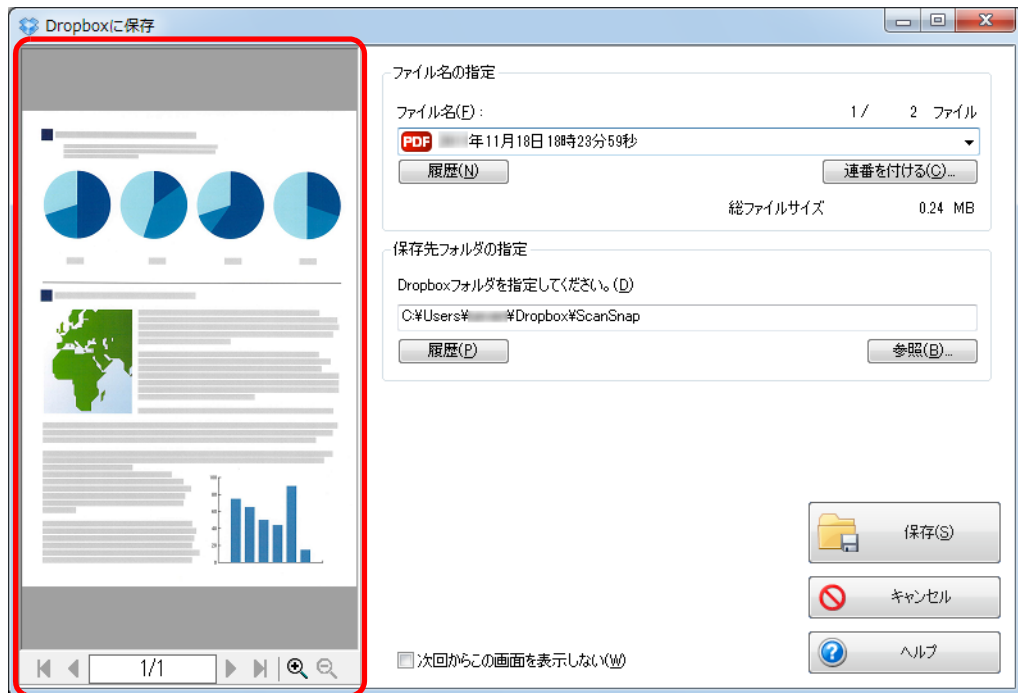 Dropboxに保存
ファイル名の指定
ファイル名(F):
1/ 2 ファイル
PDF 年11月18日18時23分59秒
履歴(N)
連番を付ける(C)...
総ファイルサイズ 0.24 MB
保存先フォルダの指定
Dropboxフォルダを指定してください。(D)
C:¥Users¥ ¥Dropbox¥ScanSnap
履歴(P)
参照(B)...
100
80
60
40
20
0
保存(S)
キャンセル
ヘルプ
1/1
次回からこの画面を表示しない(W)